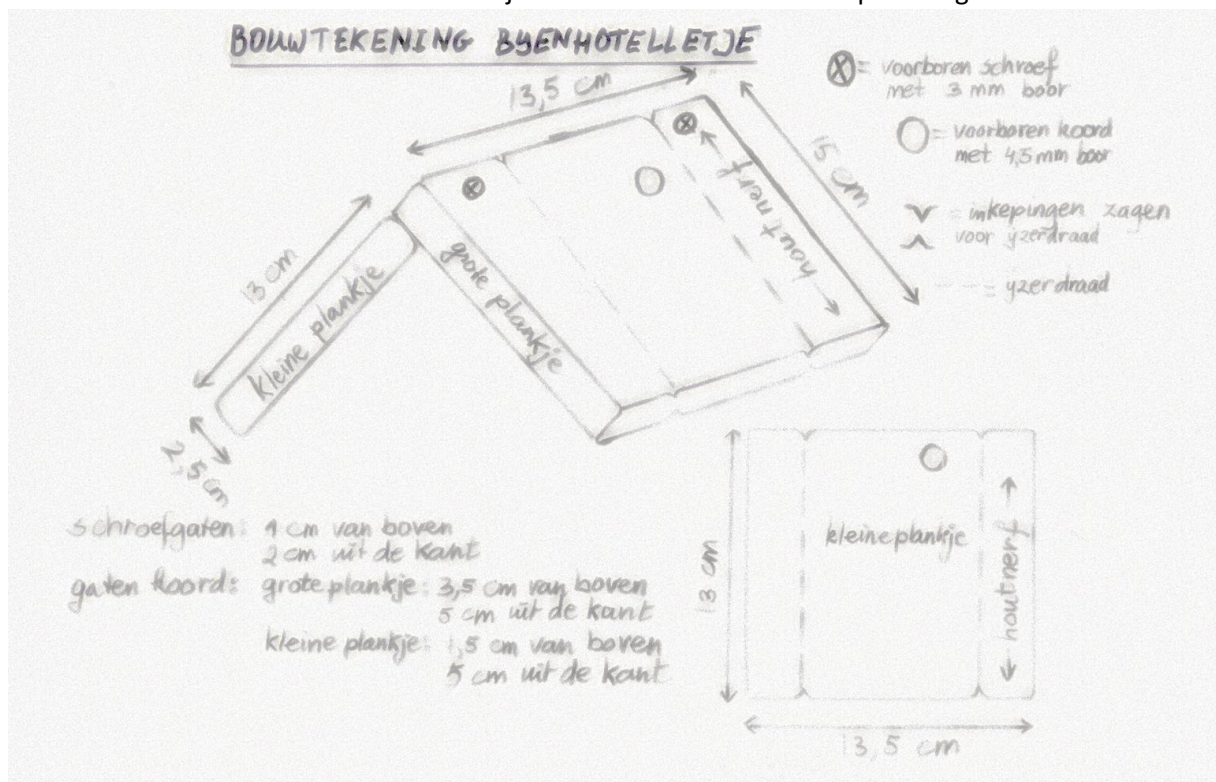 BOUWTEKENING BYENHOTELLETJE
13,5 cm
15 cm
13 cm
2,5 cm
kleine plankje
grote plankje
hout nerf
= voorboren schroef
met 3 mm boor
= voorboren koord
met 4,5 mm boor
= inkepingen zagen
voor yzerdraad
= yzerdraad
schroefgaten: 1 cm van boven
2 cm uit de kant
gaten koord: grote plankje: 3,5 cm van boven
5 cm uit de kant
kleine plankje: 1,5 cm van boven
5 cm uit de kant
13 cm
kleine plankje
houtnerf
13,5 cm